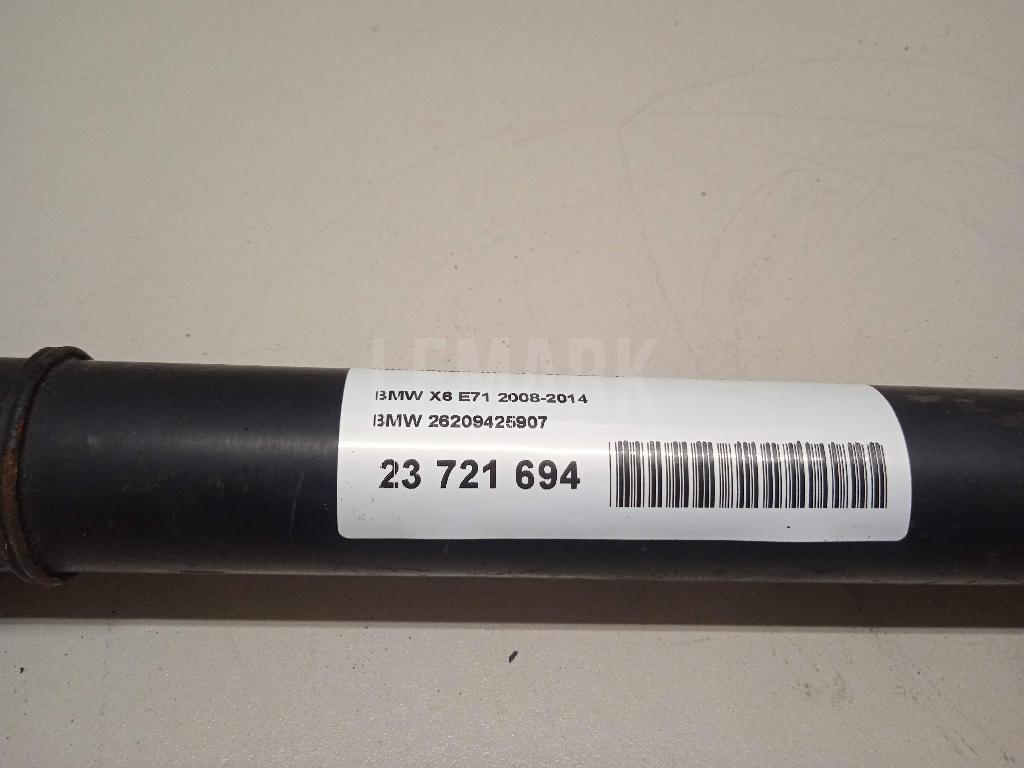 LEMARK
BMW X6 E71 2008-2014
BMW 26209425907
23 721 694